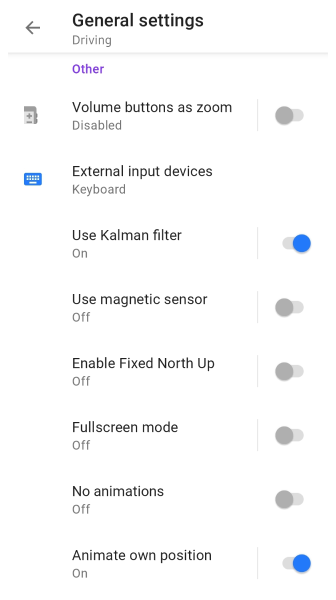 General settings
Driving
Other
Volume buttons as zoom
Disabled
External input devices
Keyboard
Use Kalman filter
On
Use magnetic sensor
Off
Enable Fixed North Up
Off
Fullscreen mode
Off
No animations
Off
Animate own position
On